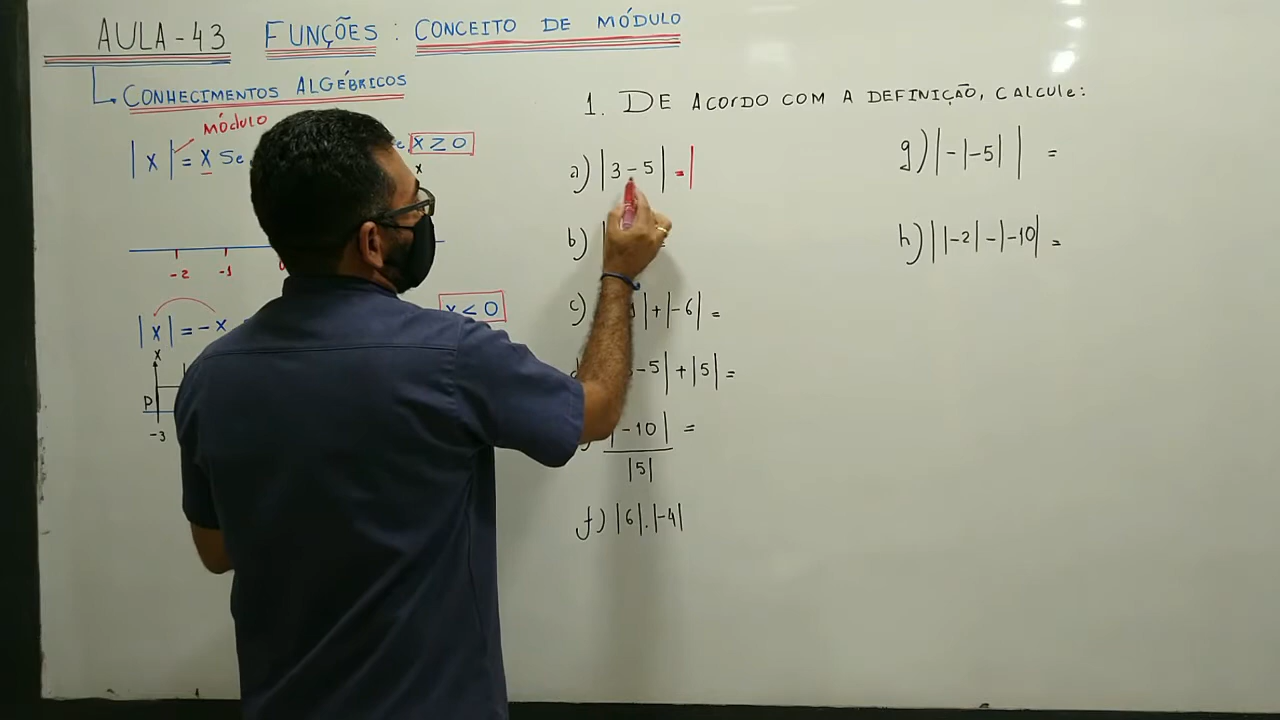 AULA-43 FUNÇÕES: CONCEITO DE MÓDULO
CONHECIMENTOS ALGÉBRICOS
MÓDULO
|x| = x Se
x ≥ 0
x
-2 -1
|x| = -x
x < 0
x
P
-3
1. DE ACORDO COM A DEFINIÇÃO, CALCULE:
a) |3-5| = |
b) |
c) | + |-6| =
-5| + |5| =
|-10| =
|5|
f) |6|.|-4|
g) |-|-5| | =
h) | |-2| - |-10| =